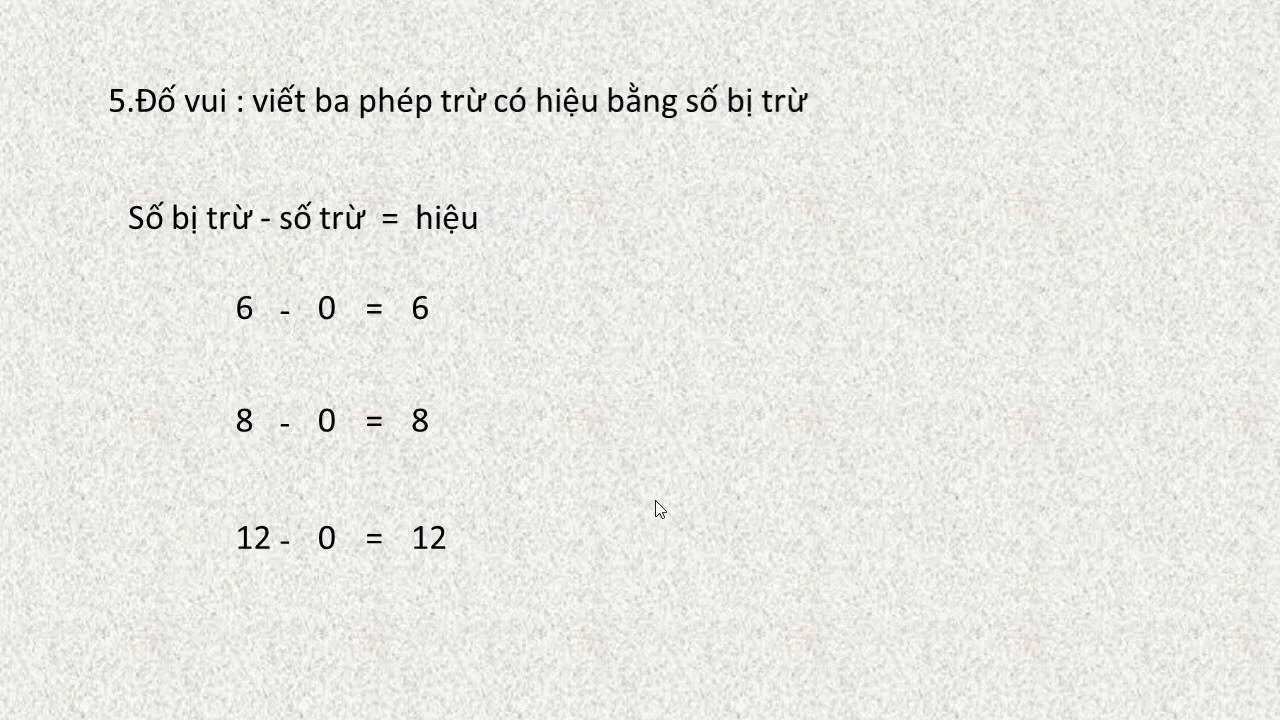 5.Đố vui : viết ba phép trừ có hiệu bằng số bị trừ
Số bị trừ - số trừ = hiệu
6 - 0 = 6
8 - 0 = 8
12 - 0 = 12